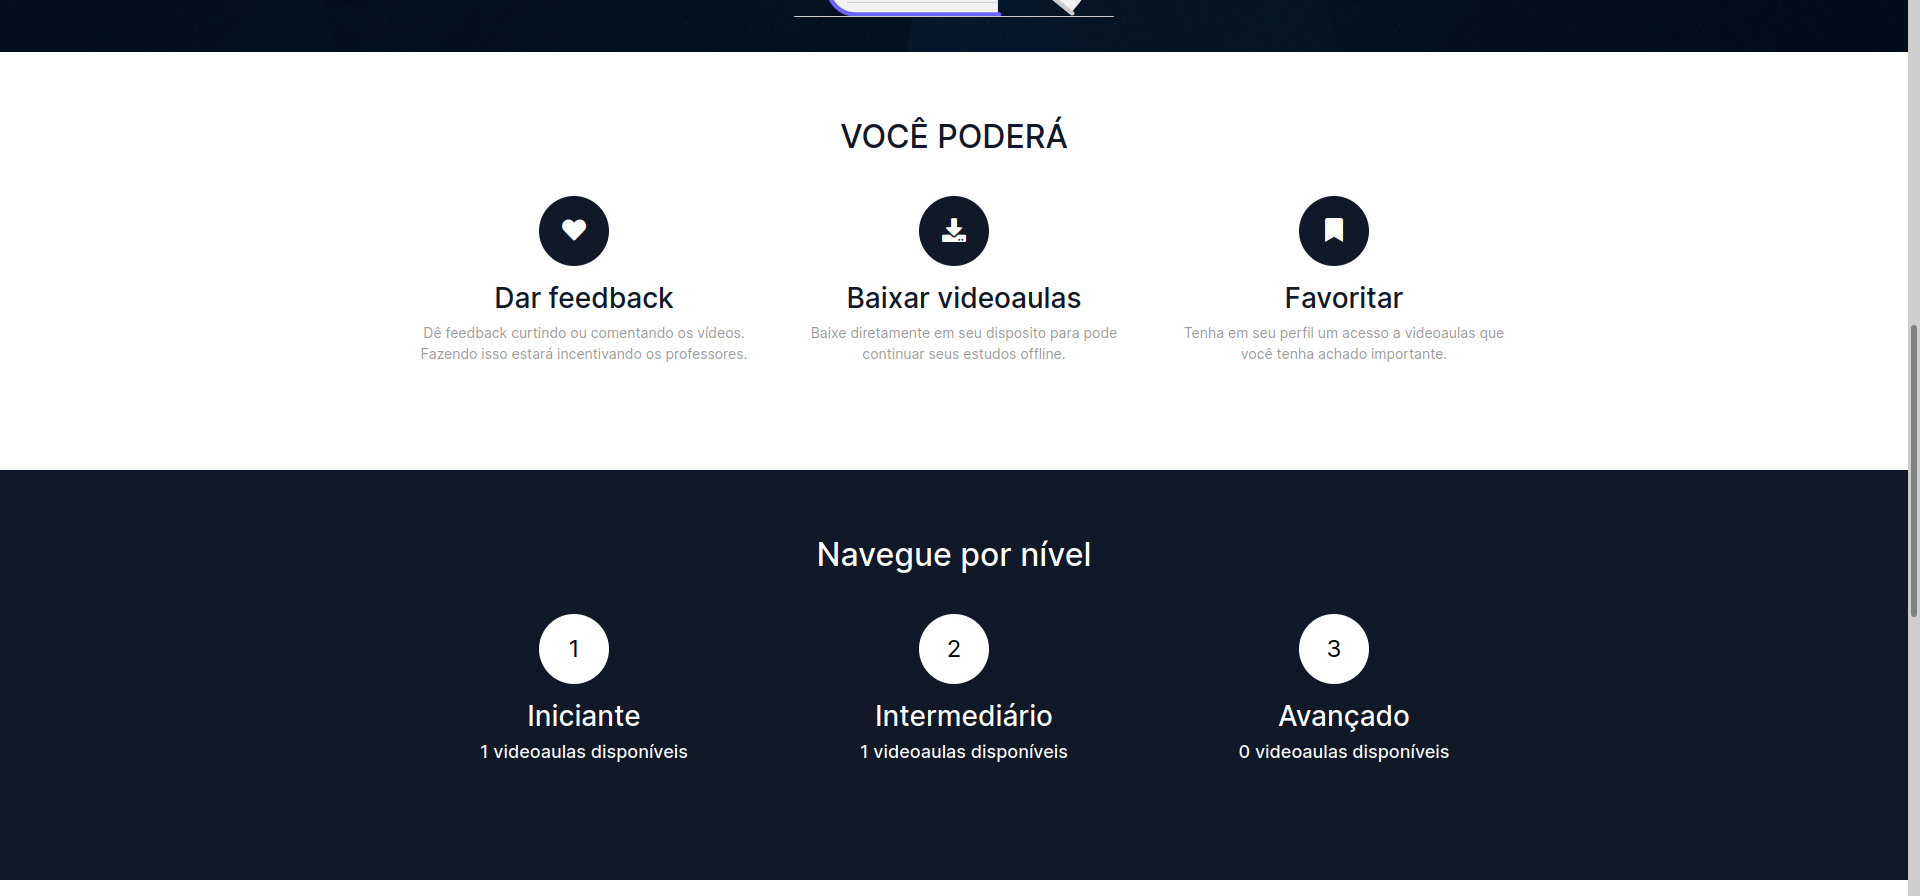 VOCÊ PODERÁ
Dar feedback
Dê feedback curtindo ou comentando os vídeos.
Fazendo isso estará incentivando os professores.
Baixar videoaulas
Baixe diretamente em seu disposito para pode
continuar seus estudos offline.
Favoritar
Tenha em seu perfil um acesso a videoaulas que
você tenha achado importante.
Navegue por nível
1
Iniciante
1 videoaulas disponíveis
2
Intermediário
1 videoaulas disponíveis
3
Avançado
0 videoaulas disponíveis